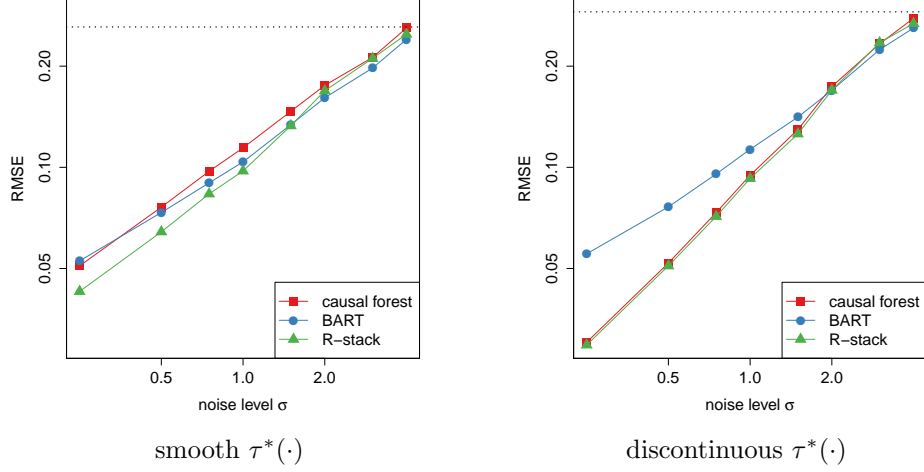 RMSE
0.05 0.10 0.20
0.5 1.0 2.0
noise level σ
causal forest
BART
R−stack
smooth τ*(·)
RMSE
0.05 0.10 0.20
0.5 1.0 2.0
noise level σ
causal forest
BART
R−stack
discontinuous τ*(·)